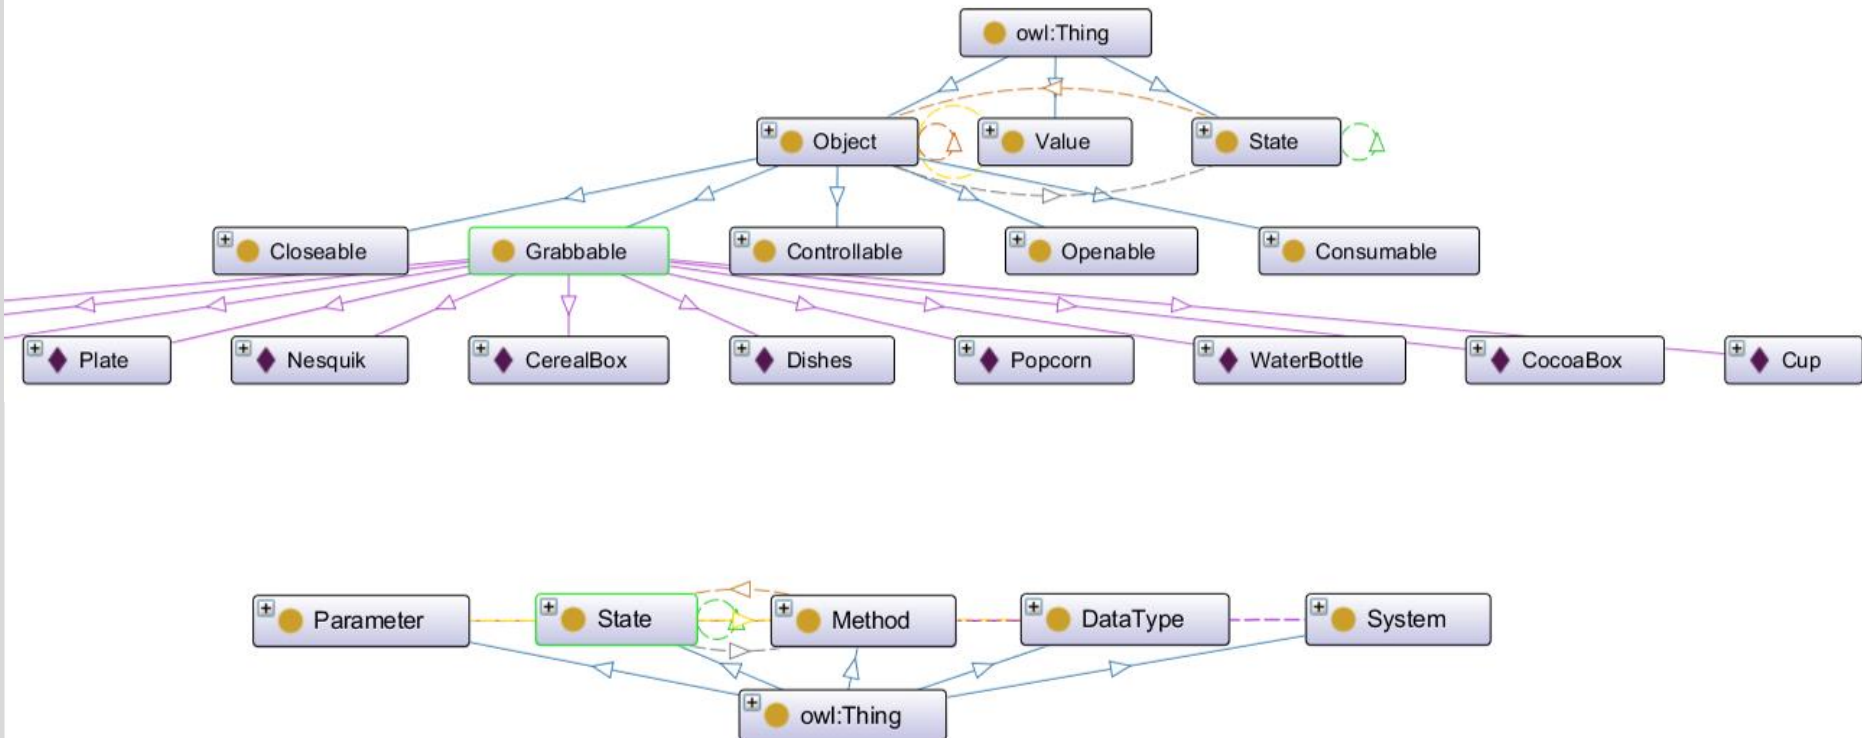 owl:Thing
Object
Value
State
Closeable
Grabbable
Controllable
Openable
Consumable
Plate
Nesquik
CerealBox
Dishes
Popcorn
WaterBottle
CocoaBox
Cup
Parameter
State
Method
DataType
System
owl:Thing